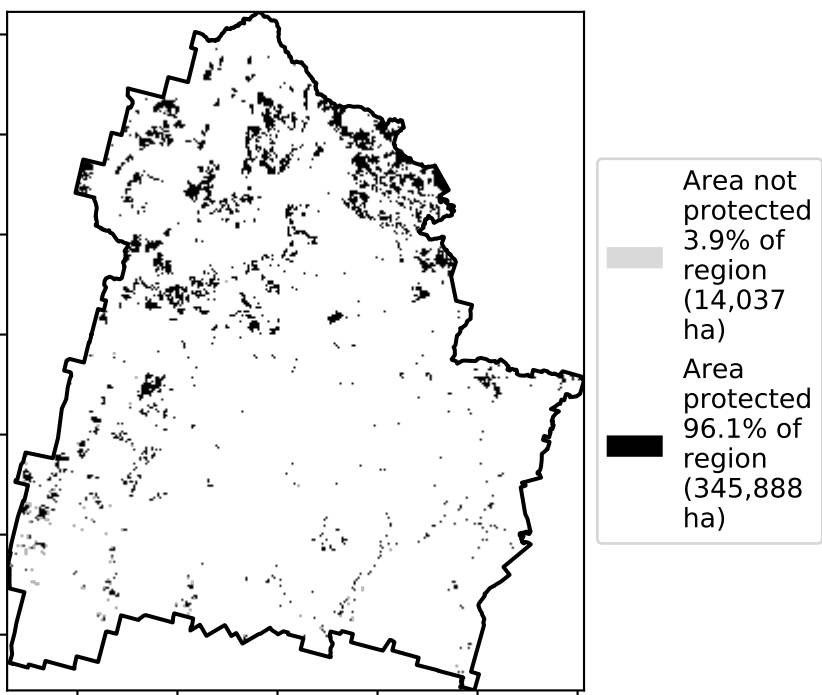 Area not
protected
3.9% of
region
(14,037
ha)
Area
protected
96.1% of
region
(345,888
ha)